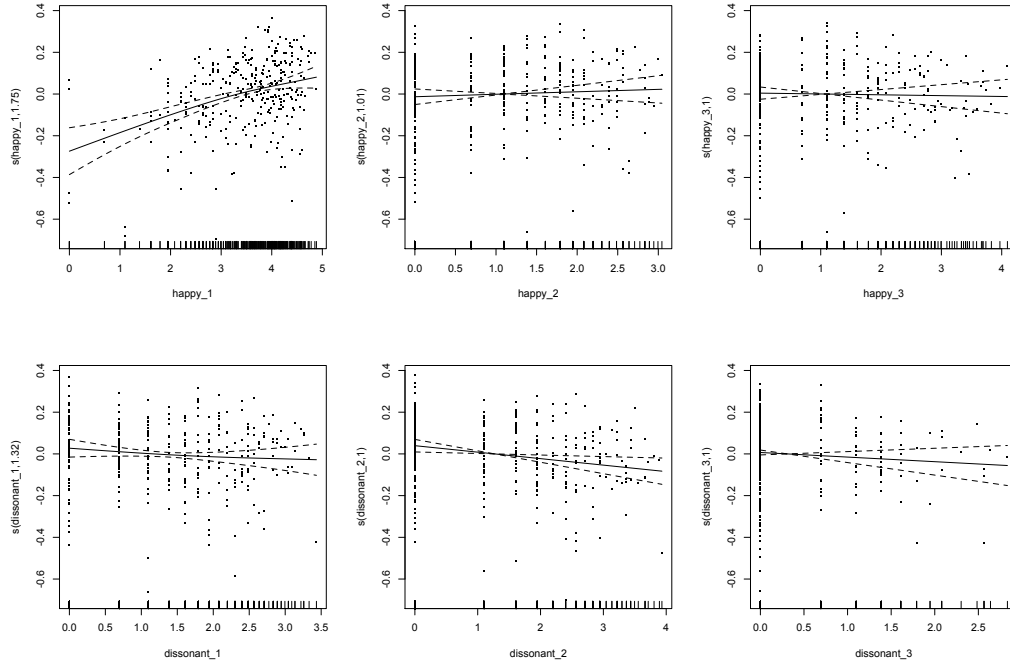 s(happy_1,1.75)
0.4
0.2
0.0
-0.2
-0.4
-0.6
0 1 2 3 4 5
happy_1
s(happy_2,1.01)
0.4
0.2
0.0
-0.2
-0.4
-0.6
0.0 0.5 1.0 1.5 2.0 2.5 3.0
happy_2
s(happy_3,1)
0.4
0.2
0.0
-0.2
-0.4
-0.6
0 1 2 3 4
happy_3
s(dissonant_1,1.32)
0.4
0.2
0.0
-0.2
-0.4
-0.6
0.0 0.5 1.0 1.5 2.0 2.5 3.0 3.5
dissonant_1
s(dissonant_2,1)
0.4
0.2
0.0
-0.2
-0.4
-0.6
0 1 2 3 4
dissonant_2
s(dissonant_3,1)
0.4
0.2
0.0
-0.2
-0.4
-0.6
0.0 0.5 1.0 1.5 2.0 2.5
dissonant_3